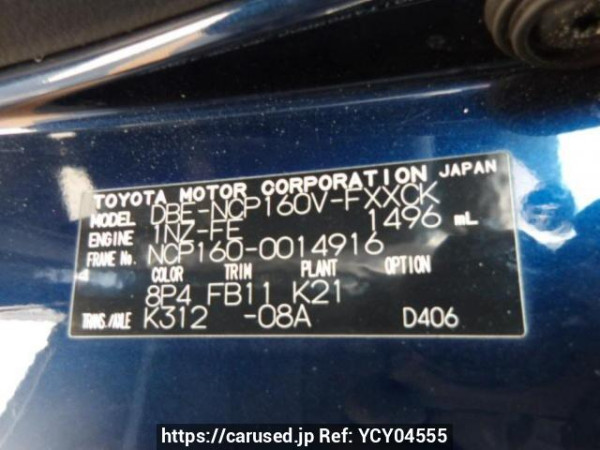 TOYOTA MOTOR CORPORATION JAPAN
MODEL DBE-NCP160V-FXXCK
ENGINE 1NZ-FE 1496 mL
FRAME No. NCP160-0014916
COLOR TRIM PLANT OPTION
8P4 FB11 K21
TRANS./AXLE K312 -08A D406
https://carused.jp Ref: YCY04555